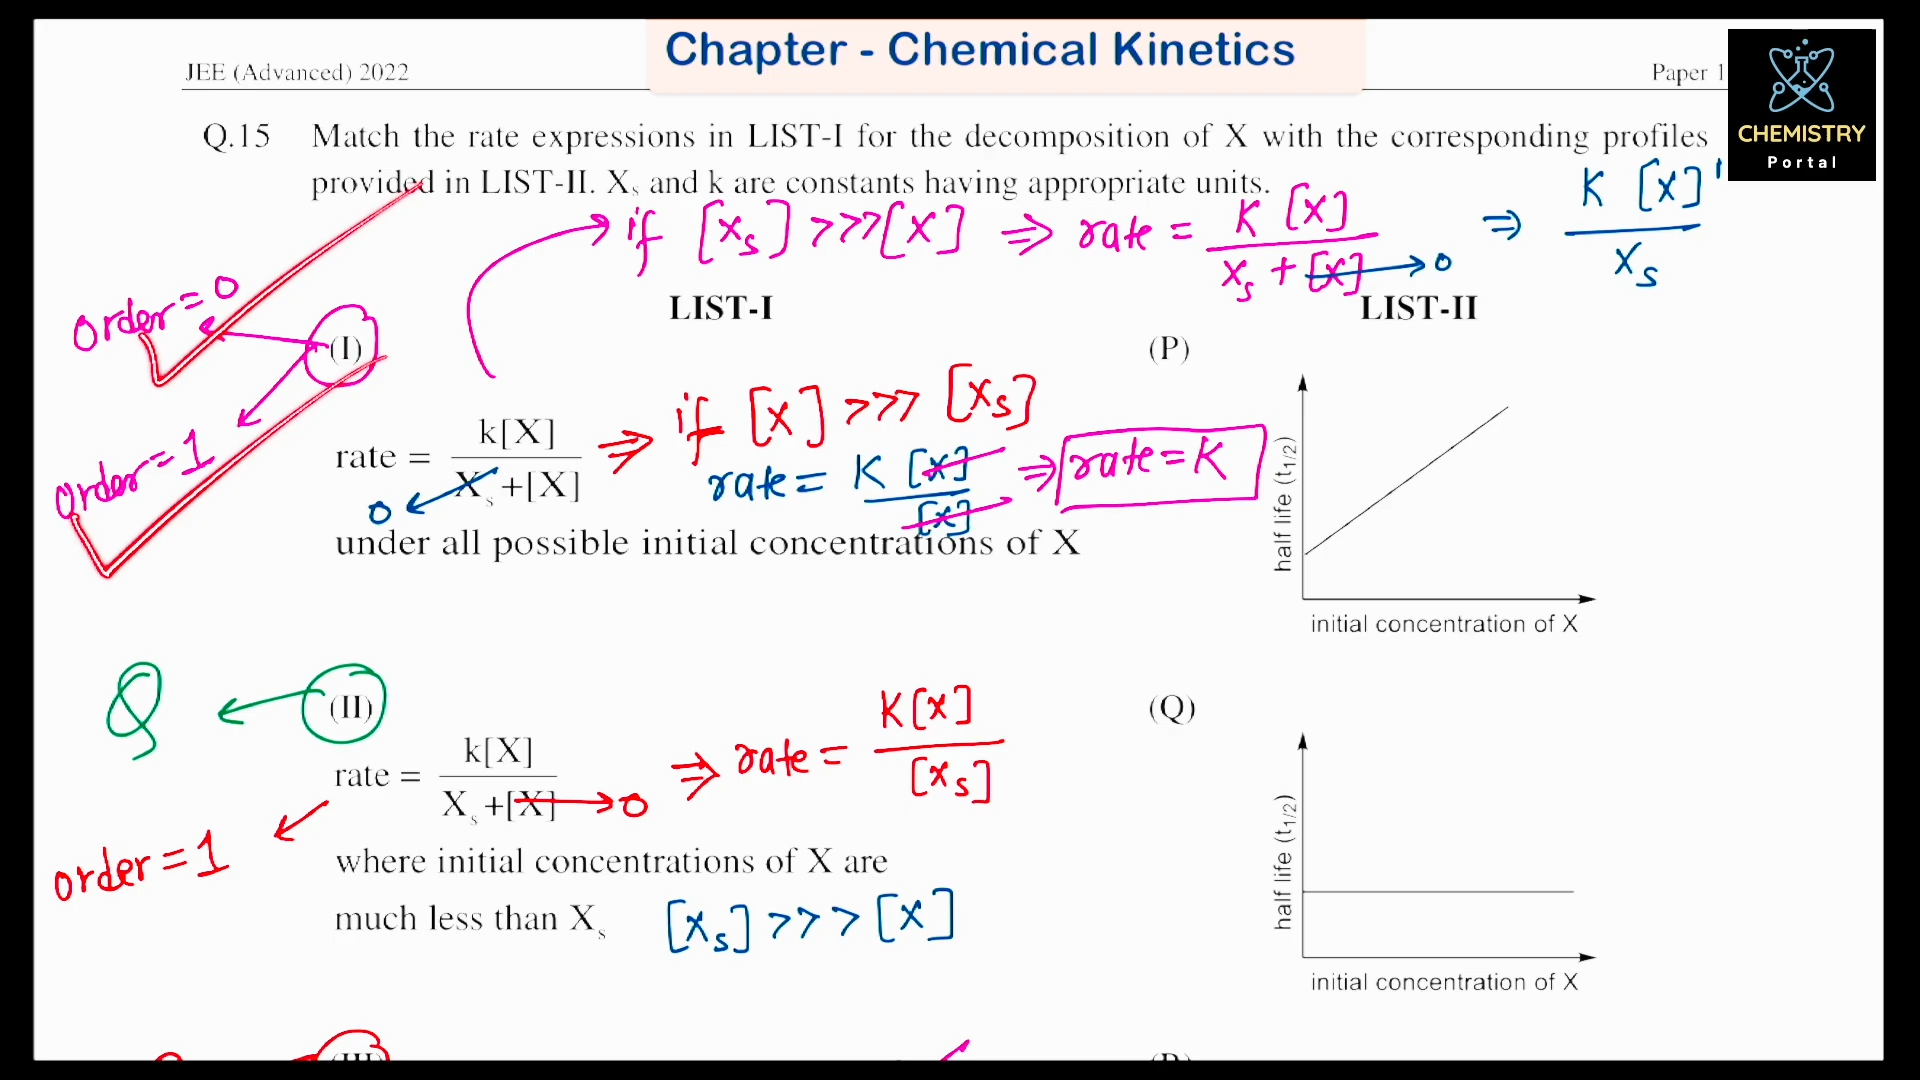 Chapter - Chemical Kinetics
JEE (Advanced) 2022
Paper 1
CHEMISTRY
Portal
Q.15 Match the rate expressions in LIST-I for the decomposition of X with the corresponding profiles
provided in LIST-II. Xs and k are constants having appropriate units.
if [Xs] >>> [X] ⇒ rate = K [X] / Xs + [X] → 0 ⇒ K [X]' / Xs
LIST-I
LIST-II
order = 0
(I)
(P)
order = 1
rate = k[X] / Xs + [X] ⇒ if [X] >>> [Xs]
0
rate = K [X] / [X] ⇒ rate = K
under all possible initial concentrations of X
half life (t1/2)
initial concentration of X
Q ← (II)
(Q)
rate = k[X] / Xs + [X] → 0 ⇒ rate = K[X] / [Xs]
order = 1
where initial concentrations of X are
much less than Xs [Xs] >>> [X]
half life (t1/2)
initial concentration of X